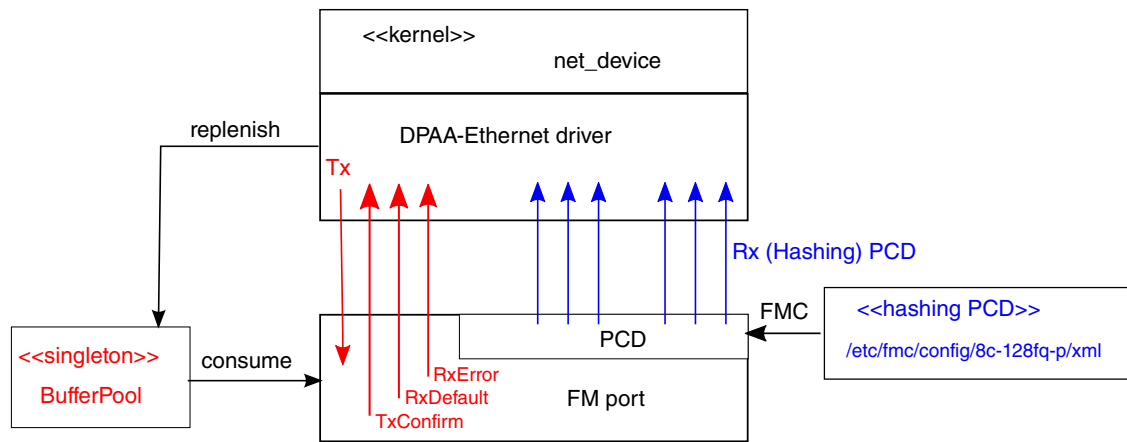 <<kernel>>
net_device
replenish
DPAA-Ethernet driver
Tx
Rx (Hashing) PCD
FMC
<<hashing PCD>>
/etc/fmc/config/8c-128fq-p/xml
PCD
<<singleton>>
BufferPool
consume
RxError
RxDefault
TxConfirm
FM port